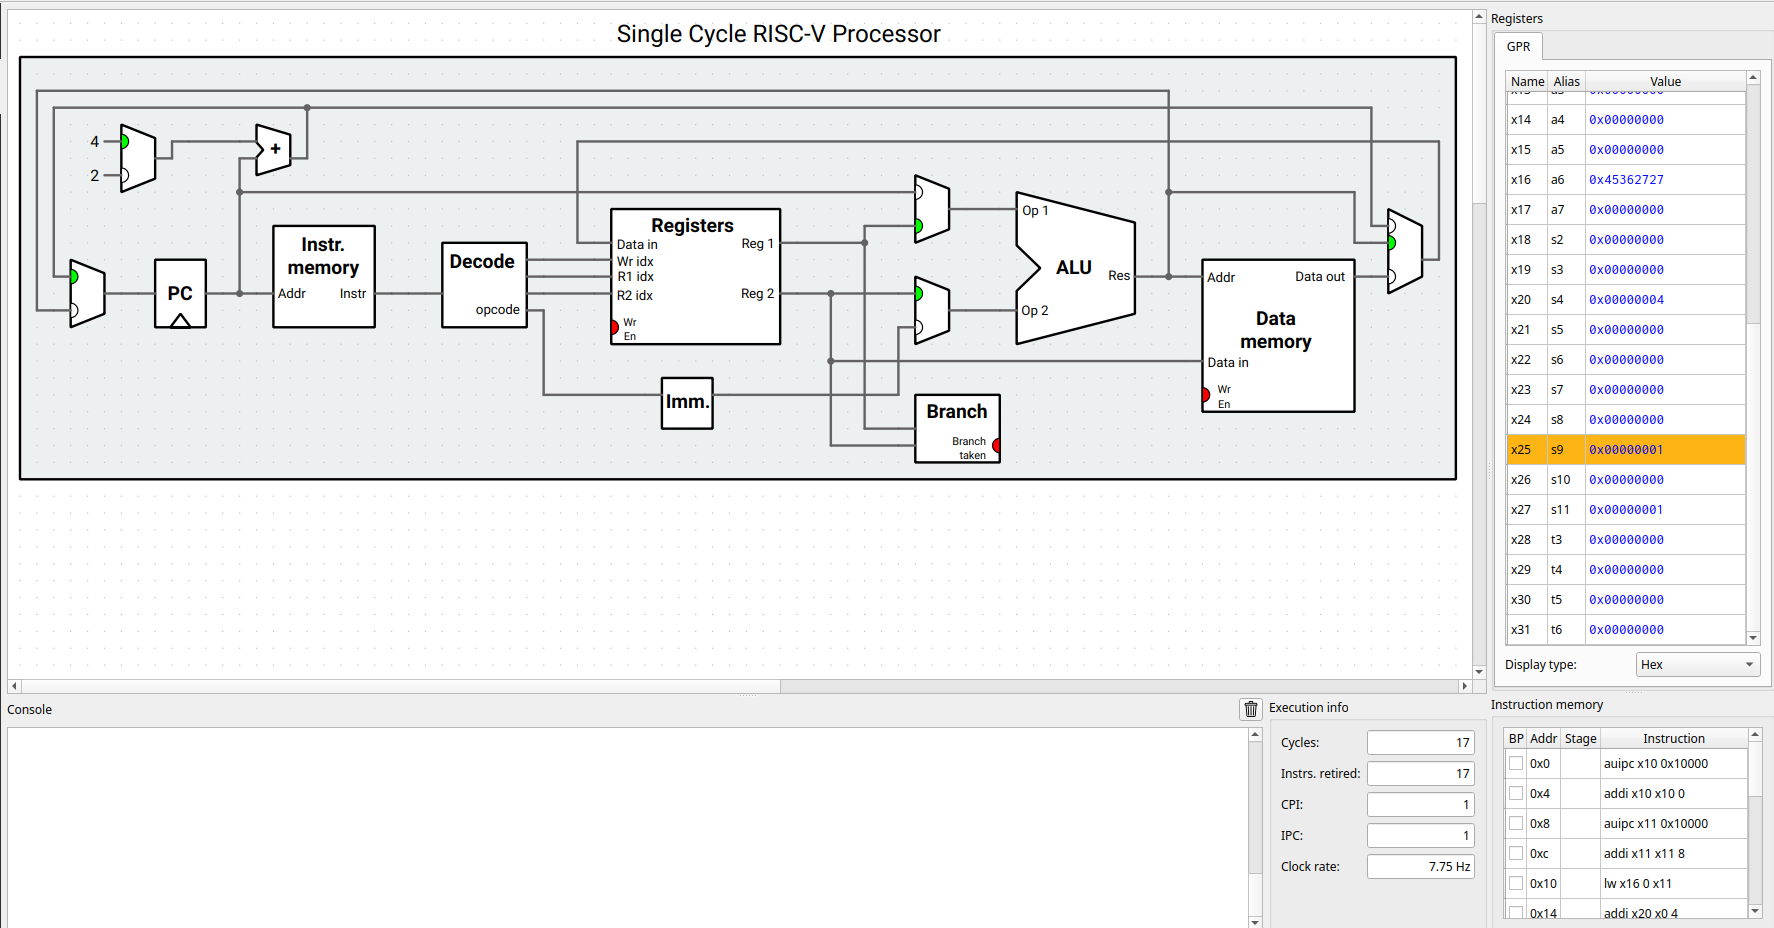 Single Cycle RISC-V Processor
4
2
+
PC
Instr.
memory
Addr
Instr
Decode
opcode
Registers
Data in
Wr idx
R1 idx
R2 idx
Wr
En
Reg 1
Reg 2
Imm.
Op 1
ALU
Res
Op 2
Branch
Branch
taken
Addr
Data out
Data
memory
Data in
Wr
En
Registers
GPR
Name Alias Value
x14 a4 0x00000000
x15 a5 0x00000000
x16 a6 0x45362727
x17 a7 0x00000000
x18 s2 0x00000000
x19 s3 0x00000000
x20 s4 0x00000004
x21 s5 0x00000000
x22 s6 0x00000000
x23 s7 0x00000000
x24 s8 0x00000000
x25 s9 0x00000001
x26 s10 0x00000000
x27 s11 0x00000001
x28 t3 0x00000000
x29 t4 0x00000000
x30 t5 0x00000000
x31 t6 0x00000000
Display type: Hex
Console
Execution info
Cycles: 17
Instrs. retired: 17
CPI: 1
IPC: 1
Clock rate: 7.75 Hz
Instruction memory
BP Addr Stage Instruction
0x0 auipc x10 0x10000
0x4 addi x10 x10 0
0x8 auipc x11 0x10000
0xc addi x11 x11 8
0x10 lw x16 0 x11
0x14 addi x20 x0 4